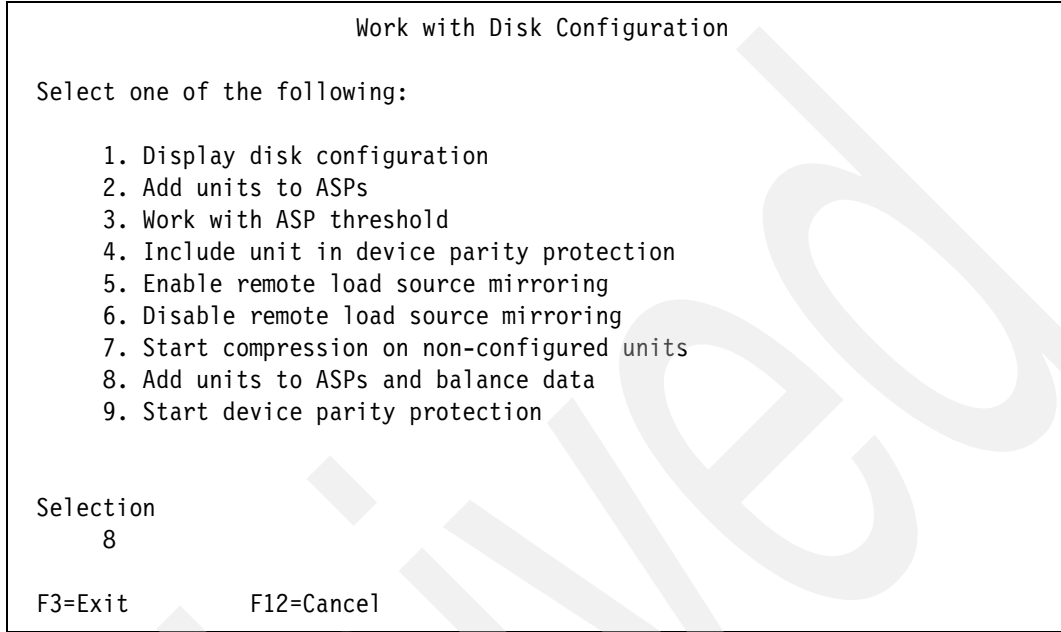 Work with Disk Configuration
Select one of the following:
1. Display disk configuration
2. Add units to ASPs
3. Work with ASP threshold
4. Include unit in device parity protection
5. Enable remote load source mirroring
6. Disable remote load source mirroring
7. Start compression on non-configured units
8. Add units to ASPs and balance data
9. Start device parity protection
Selection
8
F3=Exit F12=Cancel